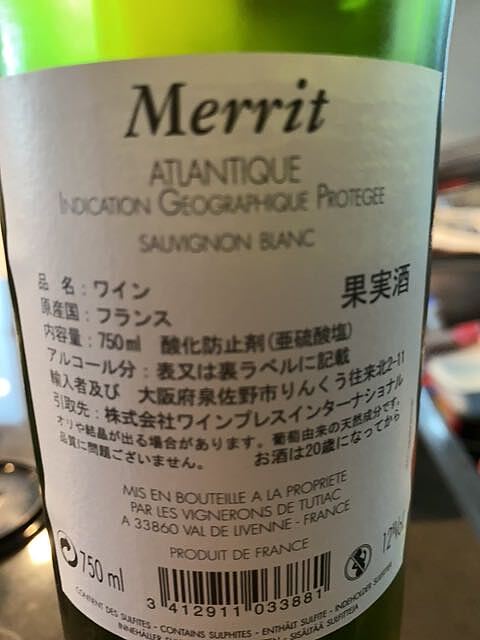 Merrit
ATLANTIQUE
INDICATION GEOGRAPHIQUE PROTEGEE
SAUVIGNON BLANC
品 名：ワイン
果実酒
原産国：フランス
内容量：750ml 酸化防止剤(亜硫酸塩)
アルコール分：表又は裏ラベルに記載
輸入者及び 大阪府泉佐野市りんくう往来北2-11
引取先：株式会社ワインプレスインターナショナル
オリや結晶が出る場合があります。葡萄由来の天然成分です。
品質に問題ございません。 お酒は20歳になってから
MIS EN BOUTEILLE A LA PROPRIETE
PAR LES VIGNERONS DE TUTIAC
A 33860 VAL DE LIVENNE - FRANCE
PRODUIT DE FRANCE
750 ml
12%
3 412911 033881
CONTIENT DES SULFITES - CONTAINS SULPHITES - ENTHÄLT SULFITE - INDEHOLDER SULFITTER
INNEHÅLLER SISÄLTÄÄ SULFIITTEJA